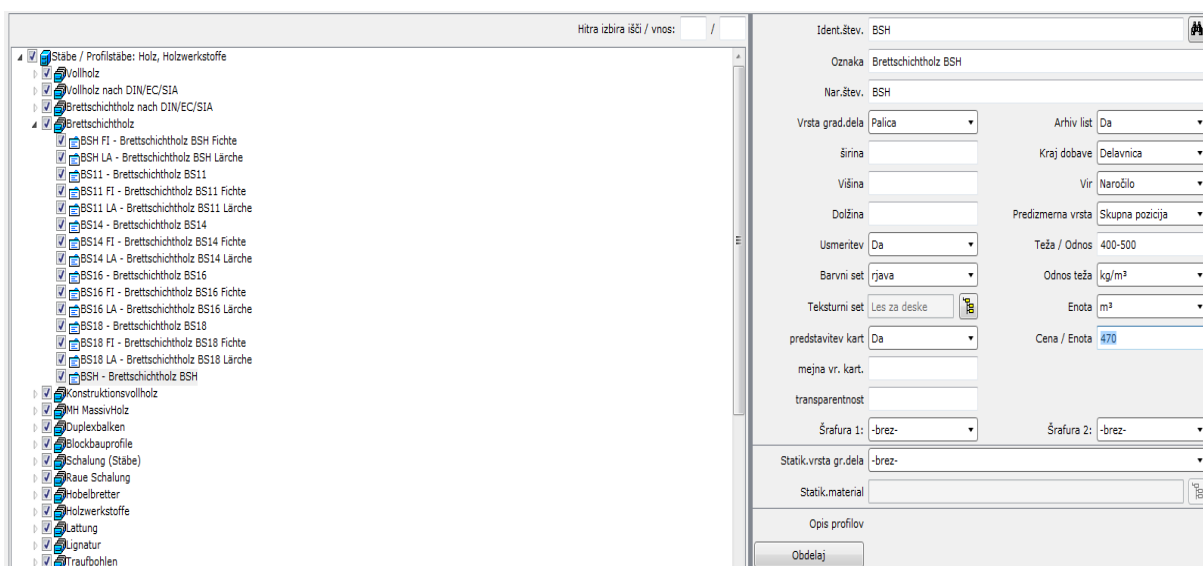 Hitra izbira išči / vnos: /
Stäbe / Profilstäbe: Holz, Holzwerkstoffe
Vollholz
Vollholz nach DIN/EC/SIA
Brettschichtholz nach DIN/EC/SIA
Brettschichtholz
BSH FI - Brettschichtholz BSH Fichte
BSH LA - Brettschichtholz BSH Lärche
BS11 - Brettschichtholz BS11
BS11 FI - Brettschichtholz BS11 Fichte
BS11 LA - Brettschichtholz BS11 Lärche
BS14 - Brettschichtholz BS14
BS14 FI - Brettschichtholz BS14 Fichte
BS14 LA - Brettschichtholz BS14 Lärche
BS16 - Brettschichtholz BS16
BS16 FI - Brettschichtholz BS16 Fichte
BS16 LA - Brettschichtholz BS16 Lärche
BS18 - Brettschichtholz BS18
BS18 FI - Brettschichtholz BS18 Fichte
BS18 LA - Brettschichtholz BS18 Lärche
BSH - Brettschichtholz BSH
Konstruktionsvollholz
MH MassivHolz
Duplexbalken
Blockbauprofile
Schalung (Stäbe)
Raue Schalung
Hobelbretter
Holzwerkstoffe
Lattung
Lignatur
Traufbohlen
Ident.štev. BSH
Oznaka Brettschichtholz BSH
Nar.štev. BSH
Vrsta grad.dela Palica Arhiv list Da
širina Kraj dobave Delavnica
Višina Vir Naročilo
Dolžina Predizmerna vrsta Skupna pozicija
Usmeritev Da Teža / Odnos 400-500
Barvni set rjava Odnos teža kg/m³
Teksturni set Les za deske Enota m³
predstavitev kart Da Cena / Enota 470
mejna vr. kart.
transparentnost
Šrafura 1: -brez- Šrafura 2: -brez-
Statik.vrsta gr.dela -brez-
Statik.material
Opis profilov
Obdelaj